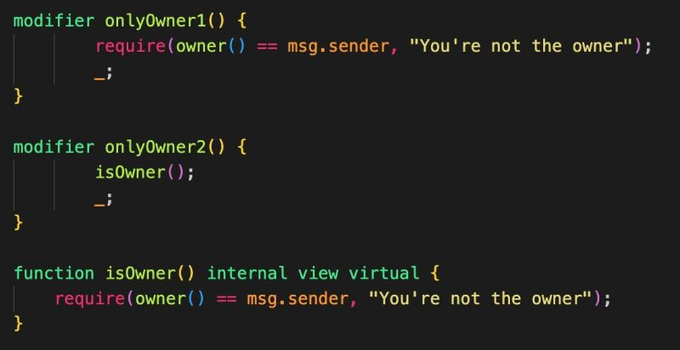 modifier onlyOwner1() {
require(owner() == msg.sender, "You're not the owner");
_;
}
modifier onlyOwner2() {
isOwner();
_;
}
function isOwner() internal view virtual {
require(owner() == msg.sender, "You're not the owner");
}